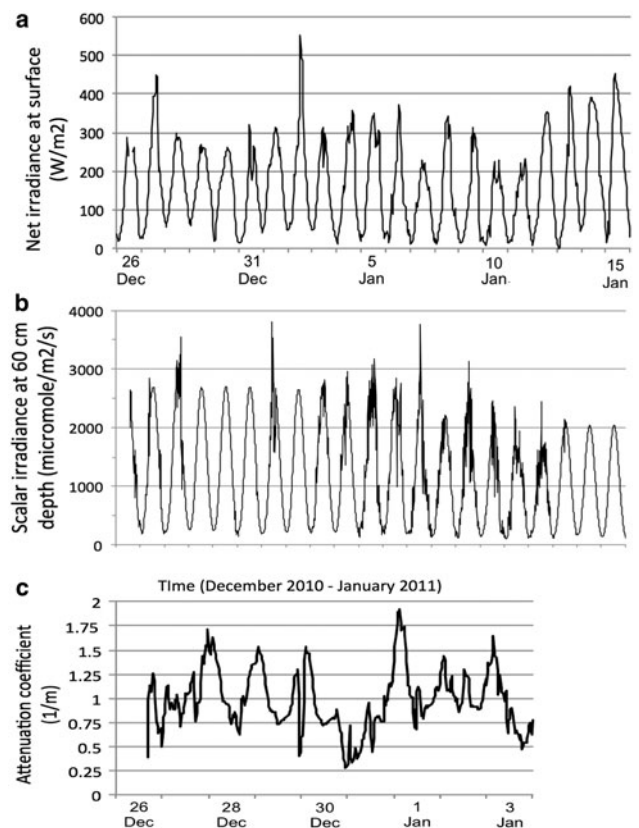 a
Net irradiance at surface
(W/m2)
600
500
400
300
200
100
0
26
Dec
31
Dec
5
Jan
10
Jan.
15
Jan
b
Scalar irradiance at 60 cm
depth (micromole/m2/s)
4000
3000
2000
1000
0
c
TIme (December 2010 - January 2011)
Attenuation coefficient
(1/m)
2
1.75
1.5
1.25
1
0.75
0.5
0.25
0
26
Dec
28
Dec
30
Dec
1
Jan
3
Jan